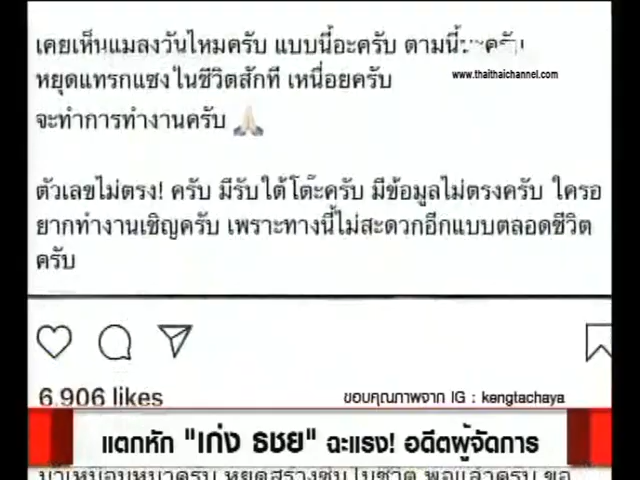 เคยเห็นแมลงวันไหมครับ แบบนี้อะครับ ตามนี้
หยุดแทรกแซงในชีวิตสักที เหนื่อยครับ
www.thaithaichannel.com
จะทำการทำงานครับ 🙏🏻
ตัวเลขไม่ตรง! ครับ มีรับใต้โต๊ะครับ มีข้อมูลไม่ตรงครับ ใครอ
ยากทำงานเชิญครับ เพราะทางนี้ไม่สะดวกอีกแบบตลอดชีวิต
ครับ
6,906 likes
ขอบคุณภาพจาก IG : kengtachaya
แตกหัก "เก่ง ธชย" ฉะแรง! อดีตผู้จัดการ